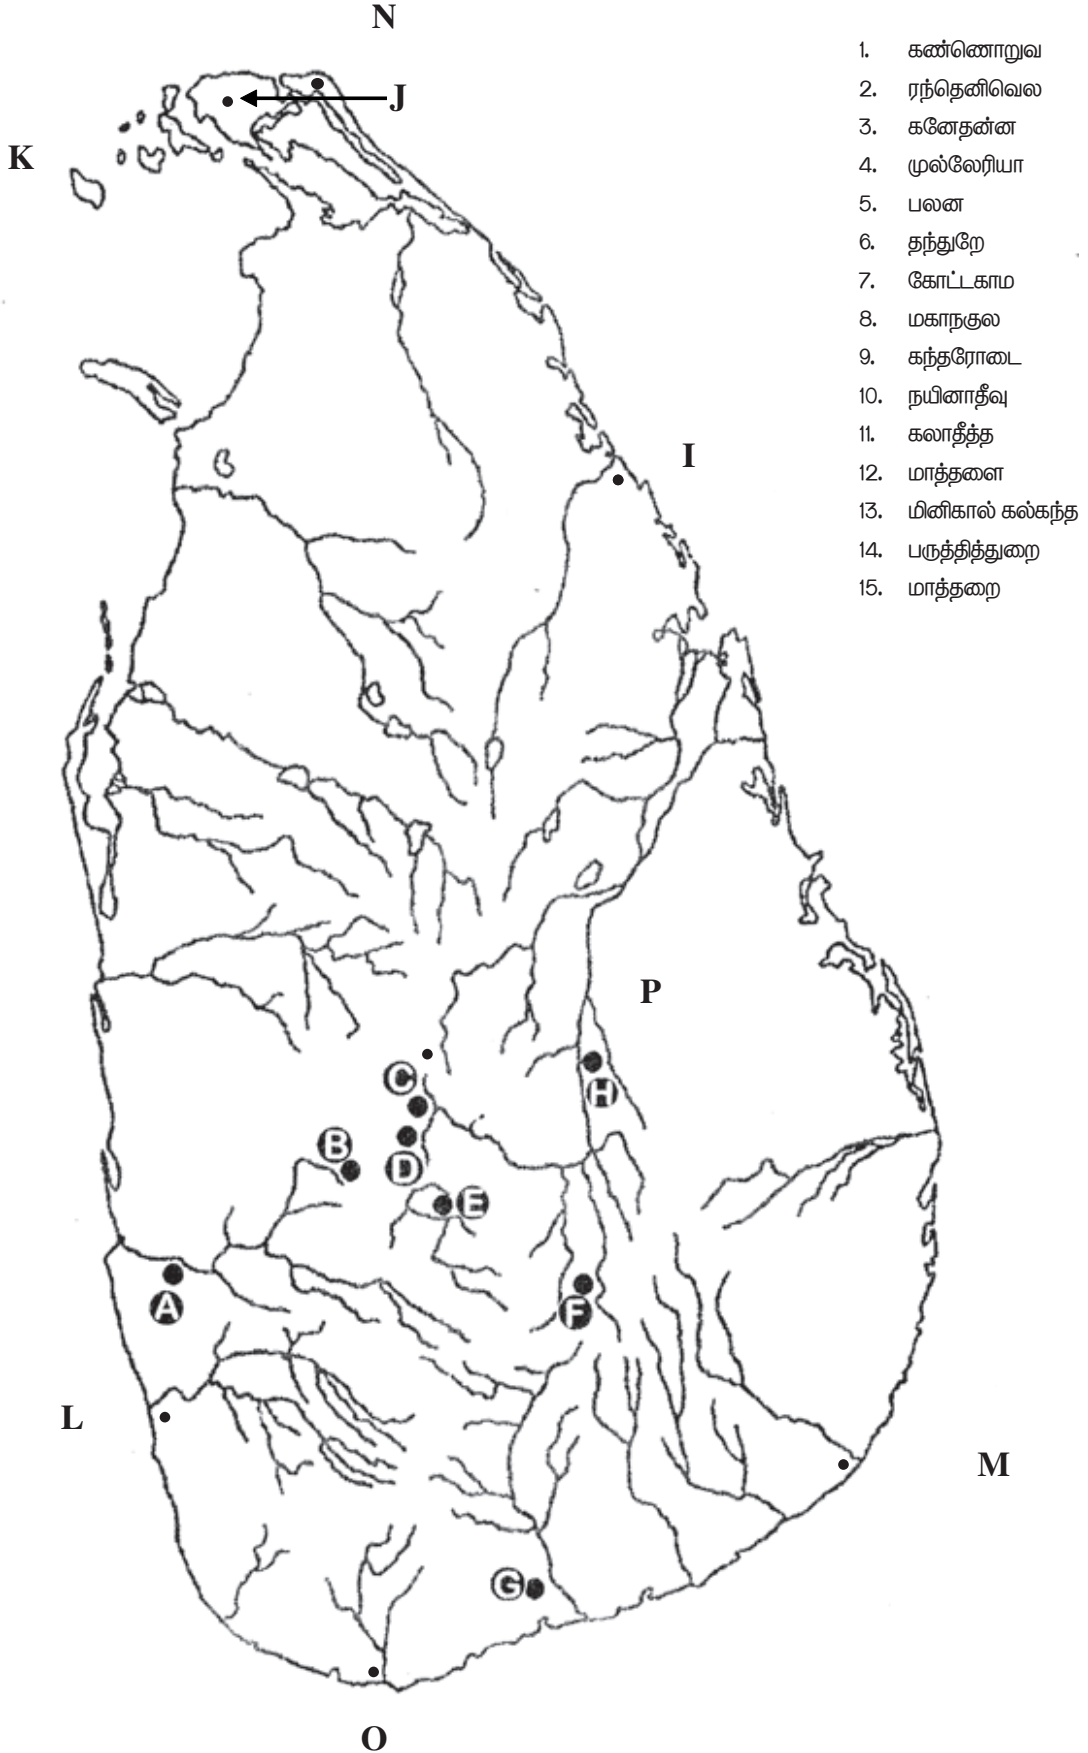 N
1. கண்ணொறுவ
2. ரந்தெனிவெல
3. கனேதன்ன
4. முல்லேரியா
5. பலன
6. தந்துறே
7. கோட்டகாம
8. மகாநகுல
9. கந்தரோடை
10. நயினாதீவு
11. கலாதீத்த
12. மாத்தளை
13. மினிகால் கல்கந்த
14. பருத்தித்துறை
15. மாத்தறை
J
K
I
P
C
H
B
D
E
A
F
L
M
G
O